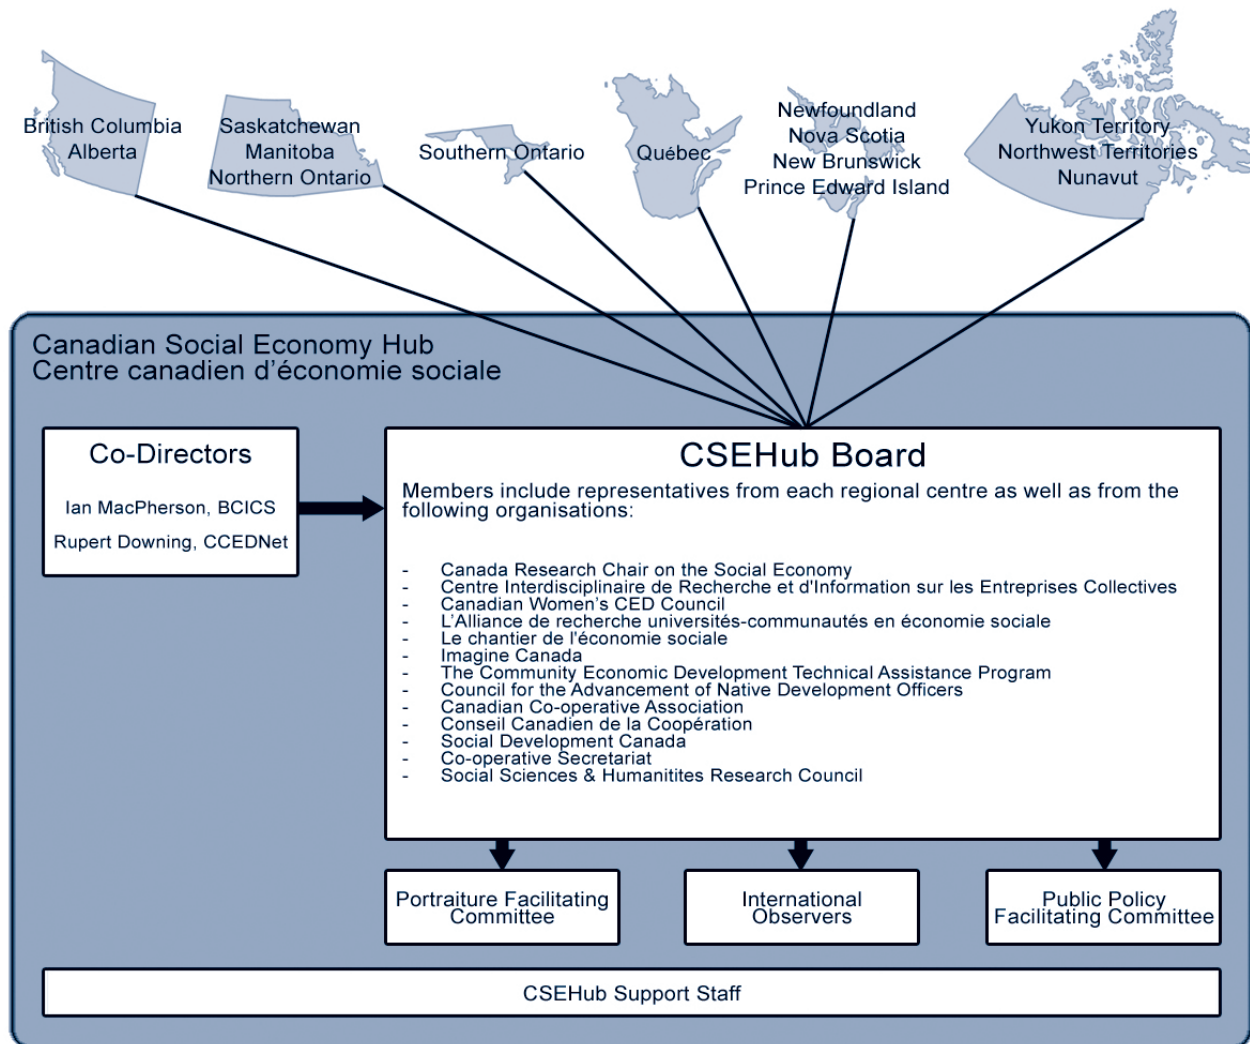 British Columbia
Alberta
Saskatchewan
Manitoba
Northern Ontario
Southern Ontario
Québec
Newfoundland
Nova Scotia
New Brunswick
Prince Edward Island
Yukon Territory
Northwest Territories
Nunavut
Canadian Social Economy Hub
Centre canadien d'économie sociale
Co-Directors
Ian MacPherson, BCICS
Rupert Downing, CCEDNet
CSEHub Board
Members include representatives from each regional centre as well as from the
following organisations:
- Canada Research Chair on the Social Economy
- Centre Interdisciplinaire de Recherche et d'Information sur les Entreprises Collectives
- Canadian Women's CED Council
- L'Alliance de recherche universités-communautés en économie sociale
- Le chantier de l'économie sociale
- Imagine Canada
- The Community Economic Development Technical Assistance Program
- Council for the Advancement of Native Development Officers
- Canadian Co-operative Association
- Conseil Canadien de la Coopération
- Social Development Canada
- Co-operative Secretariat
- Social Sciences & Humanitites Research Council
Portraiture Facilitating
Committee
International
Observers
Public Policy
Facilitating Committee
CSEHub Support Staff